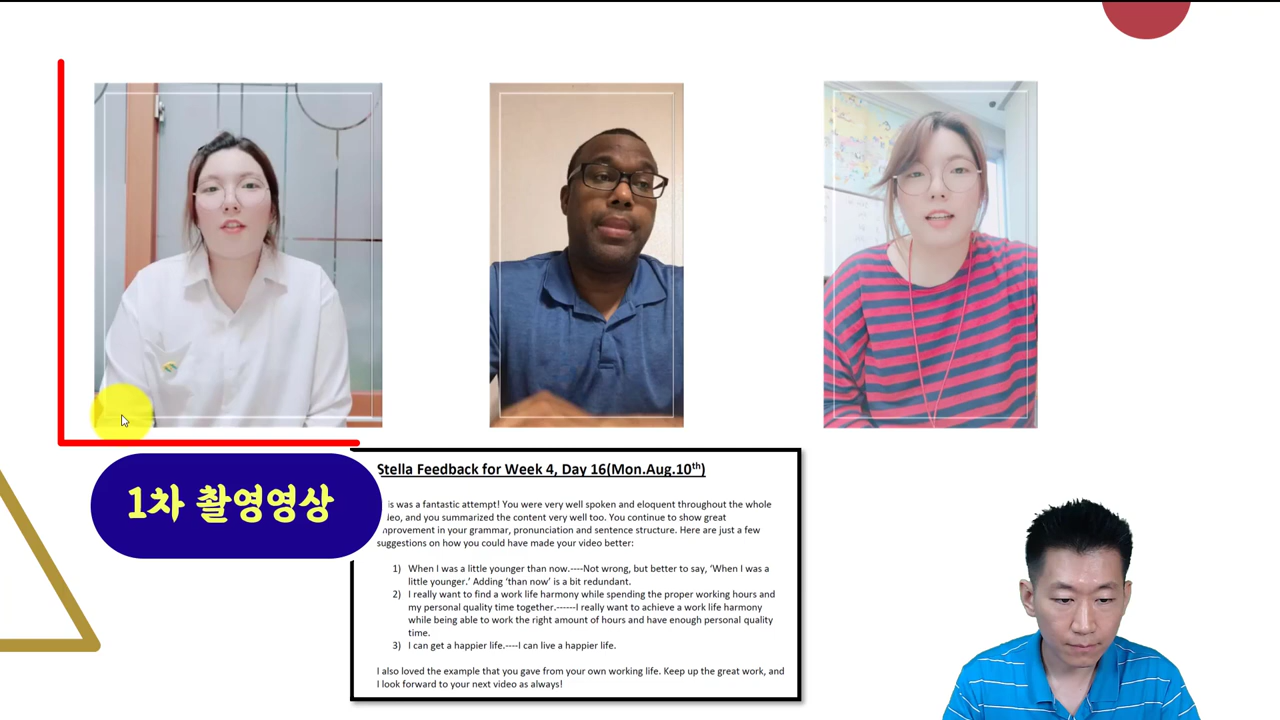 1차 촬영영상
Stella Feedback for Week 4, Day 16(Mon.Aug.10th)
is was a fantastic attempt! You were very well spoken and eloquent throughout the whole
deo, and you summarized the content very well too. You continue to show great
mprovement in your grammar, pronunciation and sentence structure. Here are just a few
suggestions on how you could have made your video better:
1) When I was a little younger than now.----Not wrong, but better to say, ‘When I was a
little younger.’ Adding ‘than now’ is a bit redundant.
2) I really want to find a work life harmony while spending the proper working hours and
my personal quality time together.------I really want to achieve a work life harmony
while being able to work the right amount of hours and have enough personal quality
time.
3) I can get a happier life.----I can live a happier life.
I also loved the example that you gave from your own working life. Keep up the great work, and
I look forward to your next video as always!